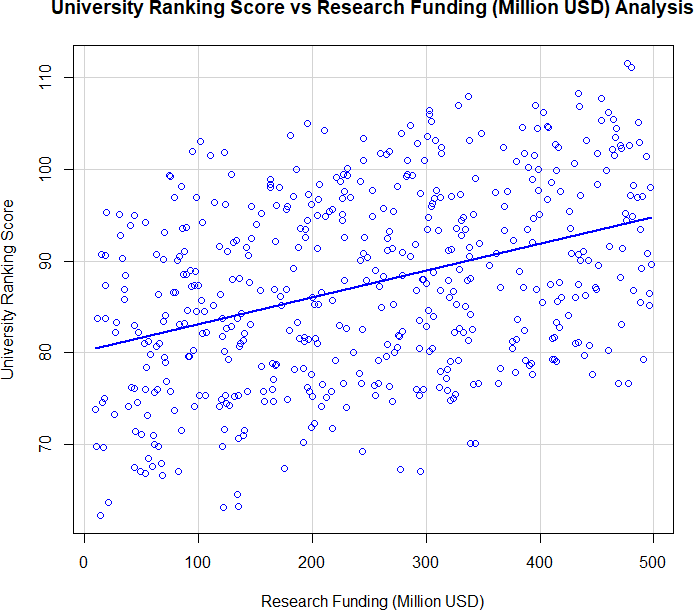 University Ranking Score vs Research Funding (Million USD) Analysis
University Ranking Score
110
100
90
80
70
0 100 200 300 400 500
Research Funding (Million USD)